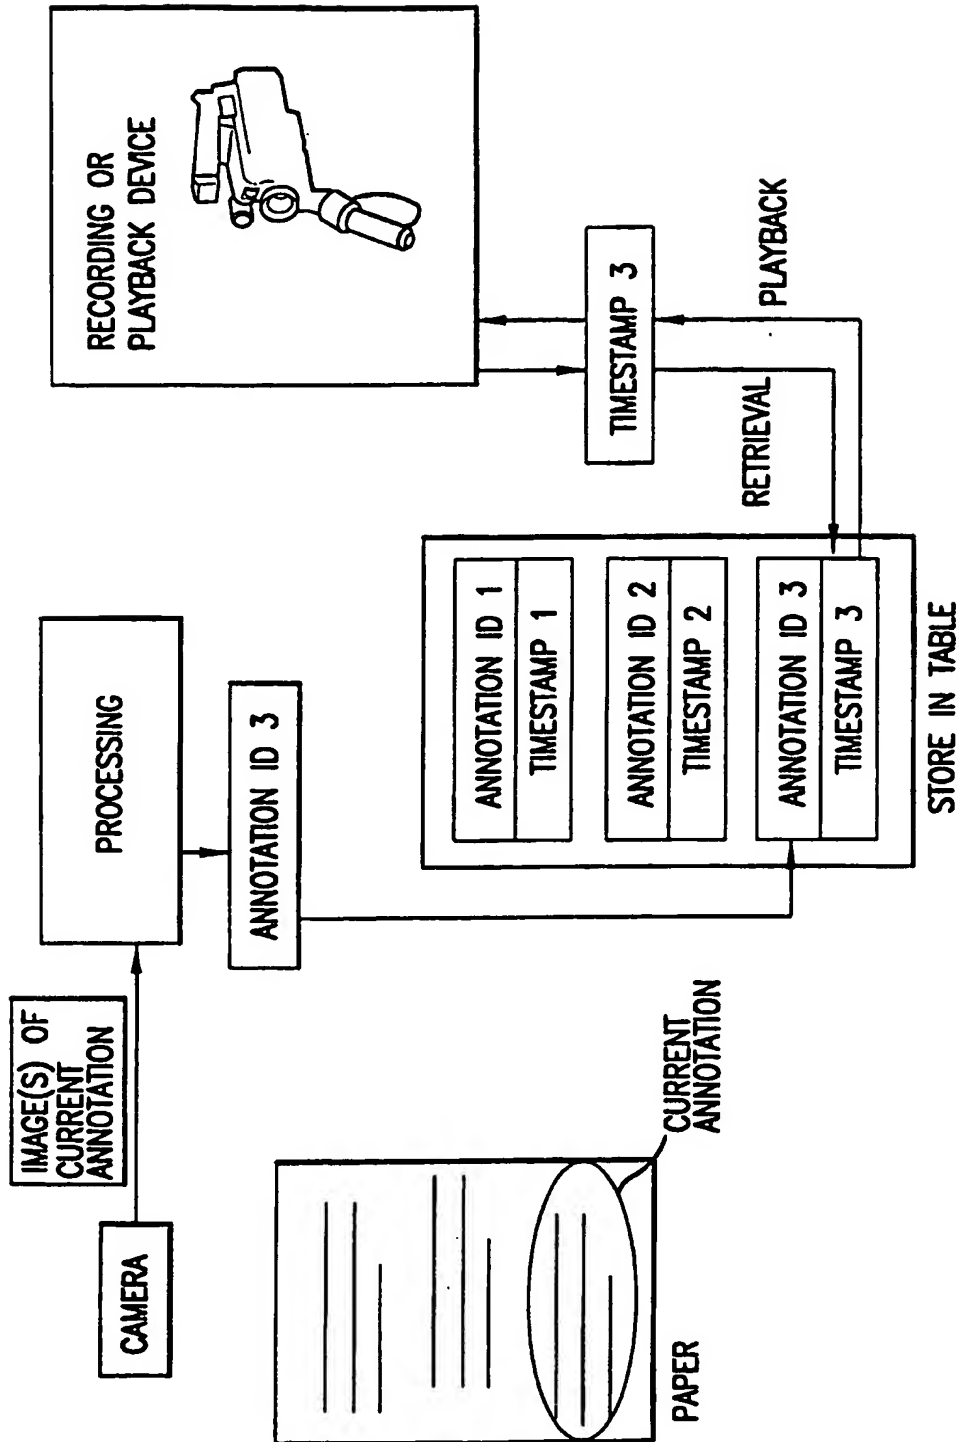 CAMERA
IMAGE(S) OF
CURRENT
ANNOTATION
PROCESSING
RECORDING OR
PLAYBACK DEVICE
ANNOTATION ID 3
PAPER
CURRENT
ANNOTATION
ANNOTATION ID 1
TIMESTAMP 1
ANNOTATION ID 2
TIMESTAMP 2
ANNOTATION ID 3
TIMESTAMP 3
STORE IN TABLE
RETRIEVAL
TIMESTAMP 3
PLAYBACK